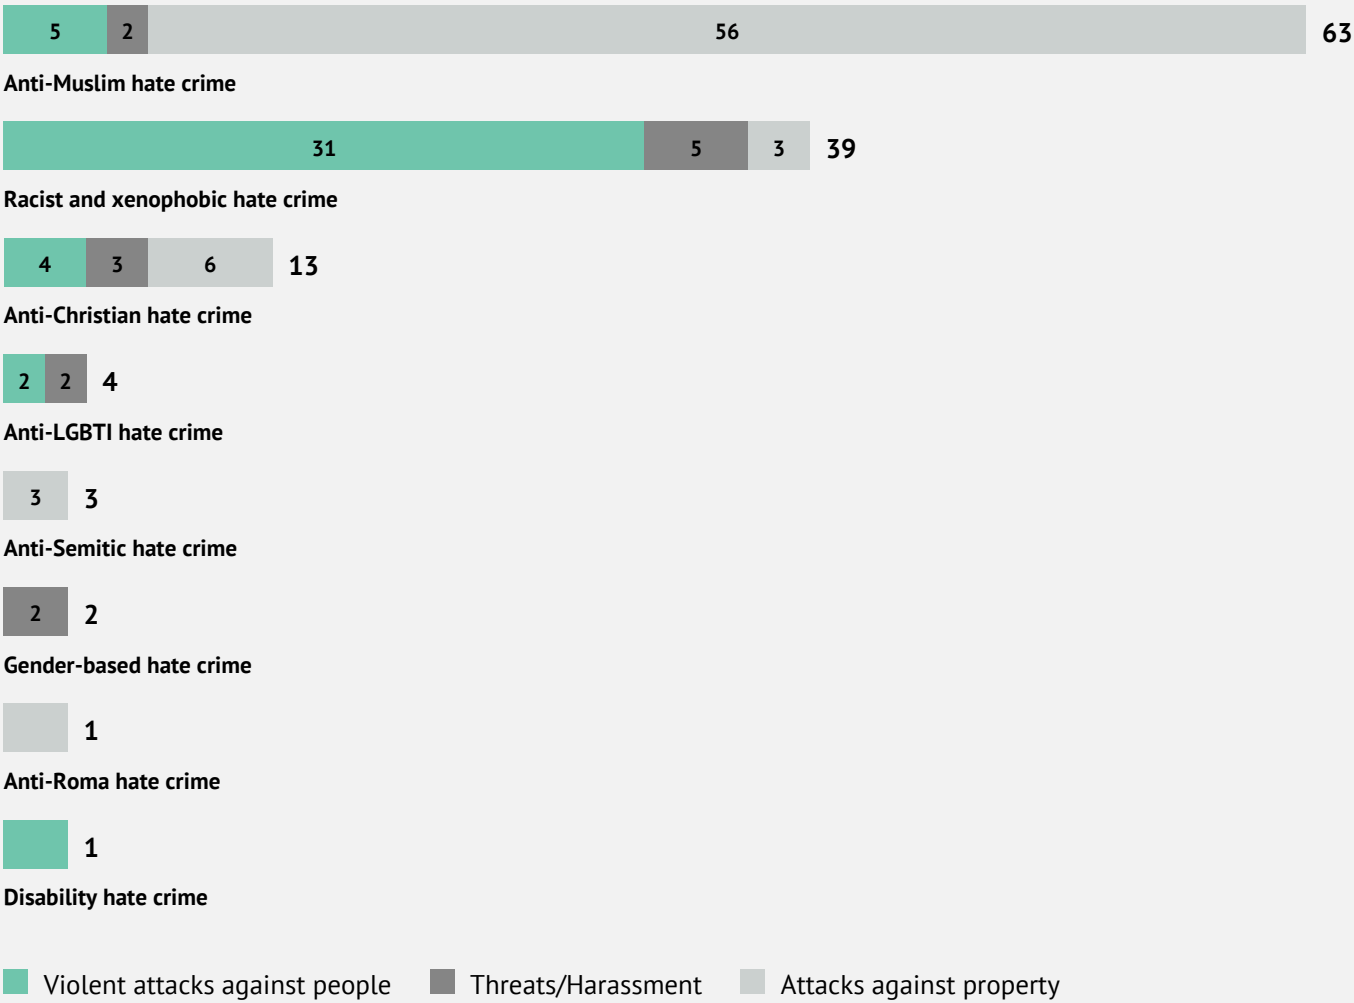 5 2 56 63
Anti-Muslim hate crime
31 5 3 39
Racist and xenophobic hate crime
4 3 6 13
Anti-Christian hate crime
2 2 4
Anti-LGBTI hate crime
3 3
Anti-Semitic hate crime
2 2
Gender-based hate crime
1
Anti-Roma hate crime
1
Disability hate crime
Violent attacks against people Threats/Harassment Attacks against property